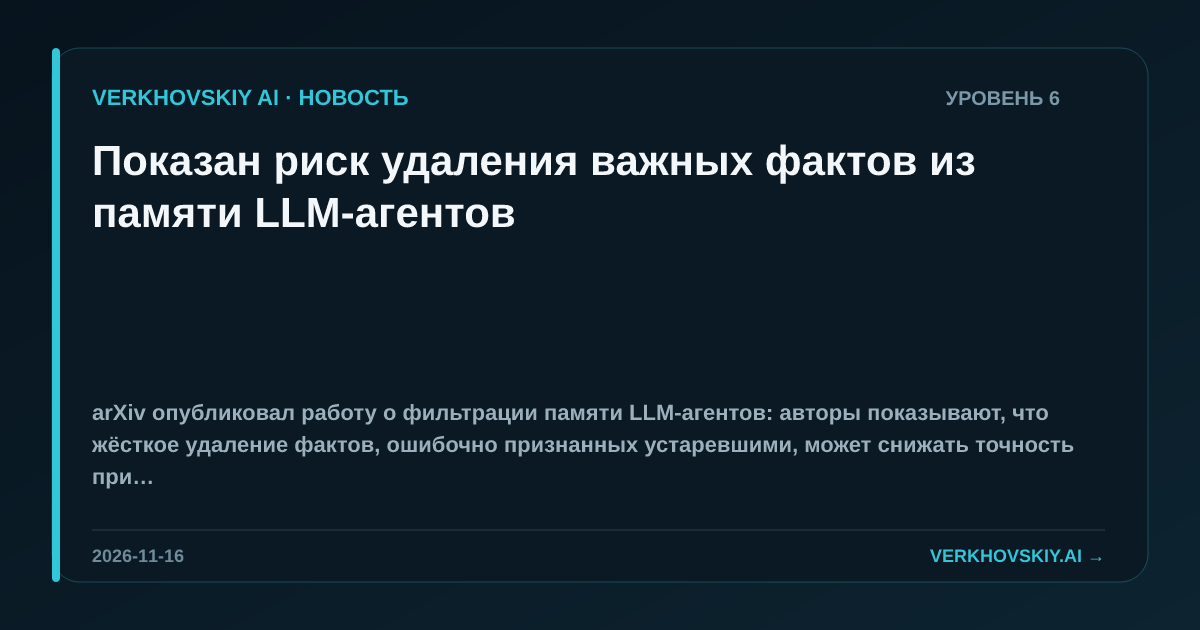 VERKHOVSKIY AI · НОВОСТЬ
УРОВЕНЬ 6
Показан риск удаления важных фактов из
памяти LLM-агентов
arXiv опубликовал работу о фильтрации памяти LLM-агентов: авторы показывают, что
жёсткое удаление фактов, ошибочно признанных устаревшими, может снижать точность
при…
2026-11-16
VERKHOVSKIY.AI →